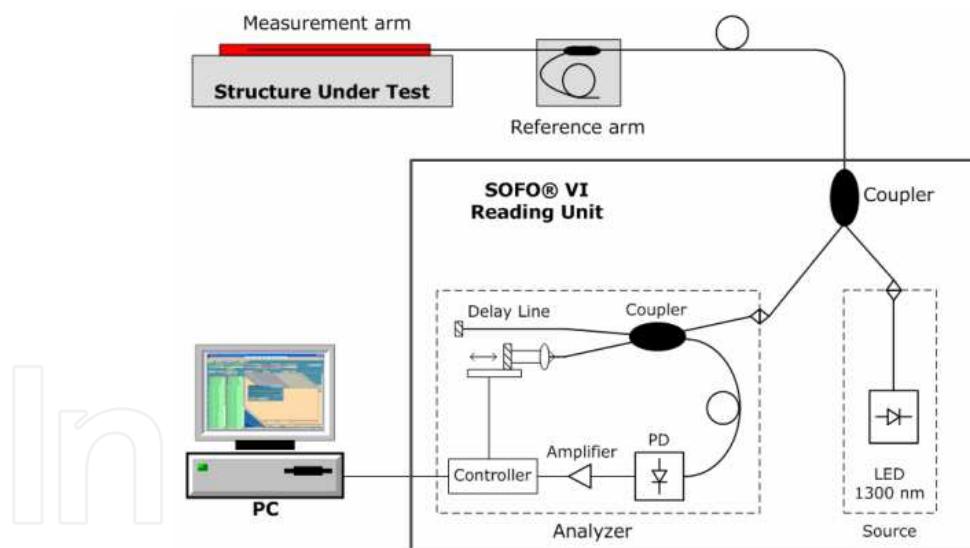 Measurement arm
Structure Under Test
Reference arm
SOFO® VI
Reading Unit
Coupler
Delay Line
Coupler
Amplifier
PD
Controller
LED
1300 nm
PC
Analyzer
Source
In